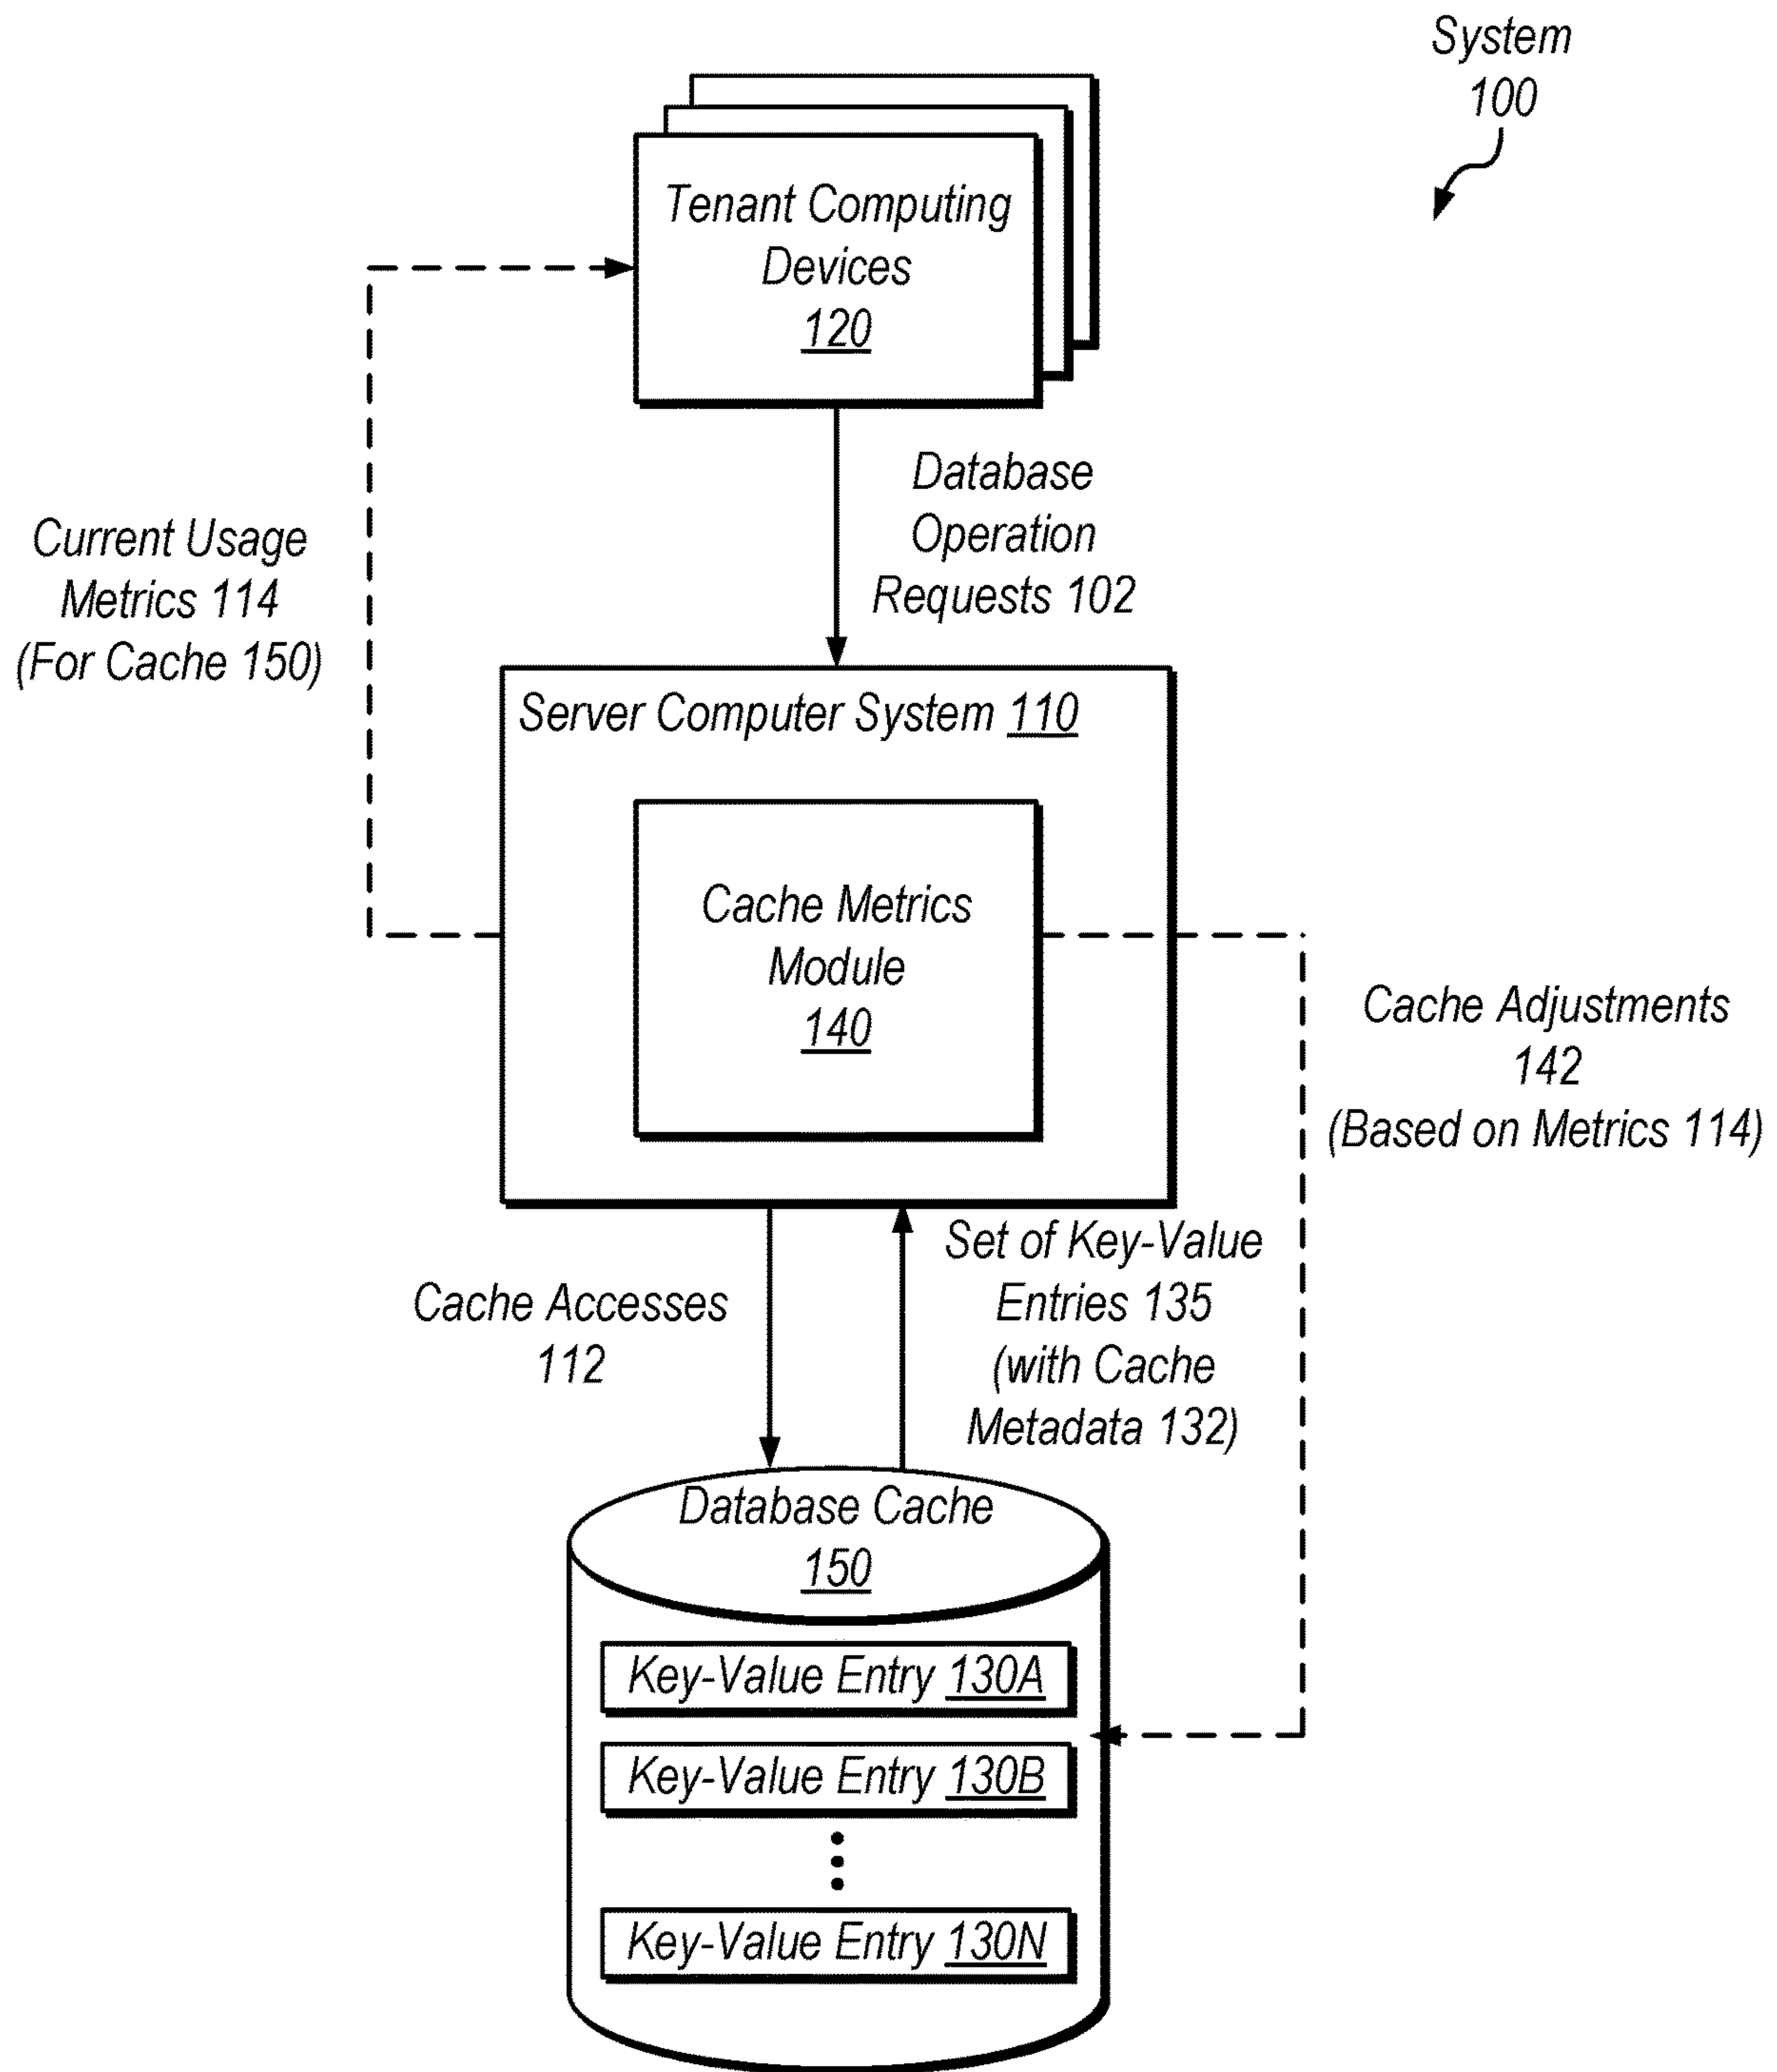 System
100
Tenant Computing
Devices
120
Database
Operation
Requests 102
Current Usage
Metrics 114
(For Cache 150)
Server Computer System 110
Cache Metrics
Module
140
Cache Adjustments
142
(Based on Metrics 114)
Cache Accesses
112
Set of Key-Value
Entries 135
(with Cache
Metadata 132)
Database Cache
150
Key-Value Entry 130A
Key-Value Entry 130B
Key-Value Entry 130N